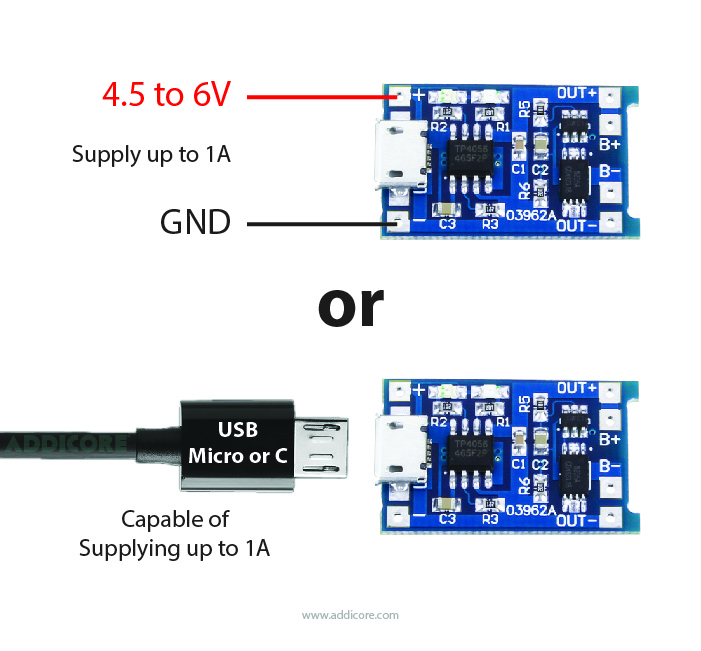 4.5 to 6V
Supply up to 1A
GND
+
R2
R1
TP4056
465F2P
R5
C1
C2
R6
C3
R3
03962A
OUT+
B+
B-
OUT-
-
or
ADDICORE
USB
Micro or C
Capable of
Supplying up to 1A
+
R2
R1
TP4056
465F2P
R5
C1
C2
R6
C3
R3
03962A
OUT+
B+
B-
OUT-
-
www.addicore.com